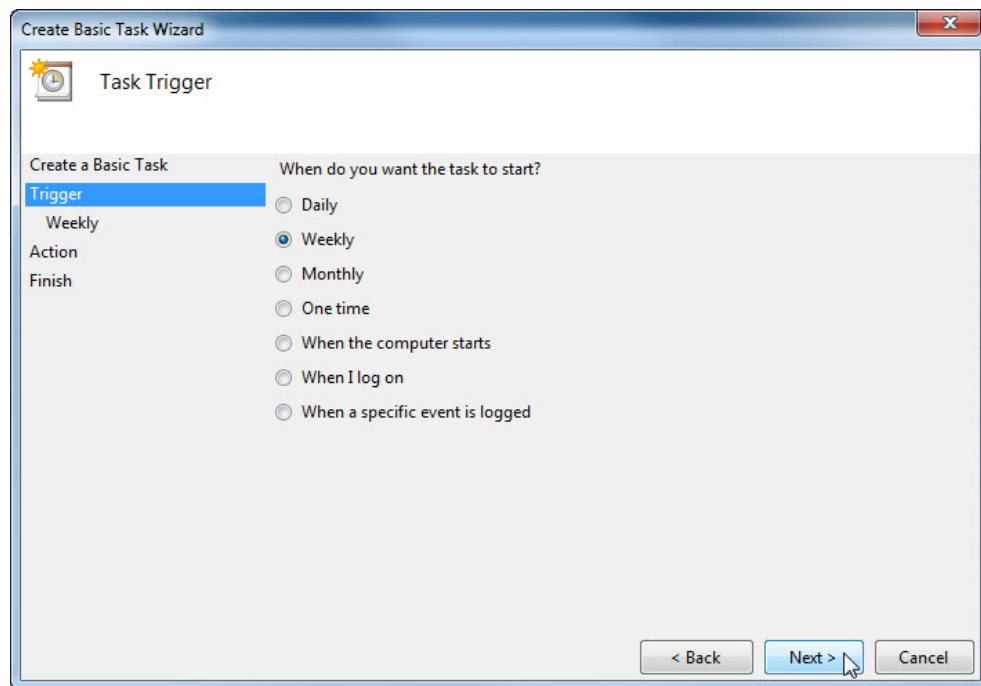 Create Basic Task Wizard
Task Trigger
Create a Basic Task
Trigger
Weekly
Action
Finish
When do you want the task to start?
Daily
Weekly
Monthly
One time
When the computer starts
When I log on
When a specific event is logged
< Back
Next >
Cancel